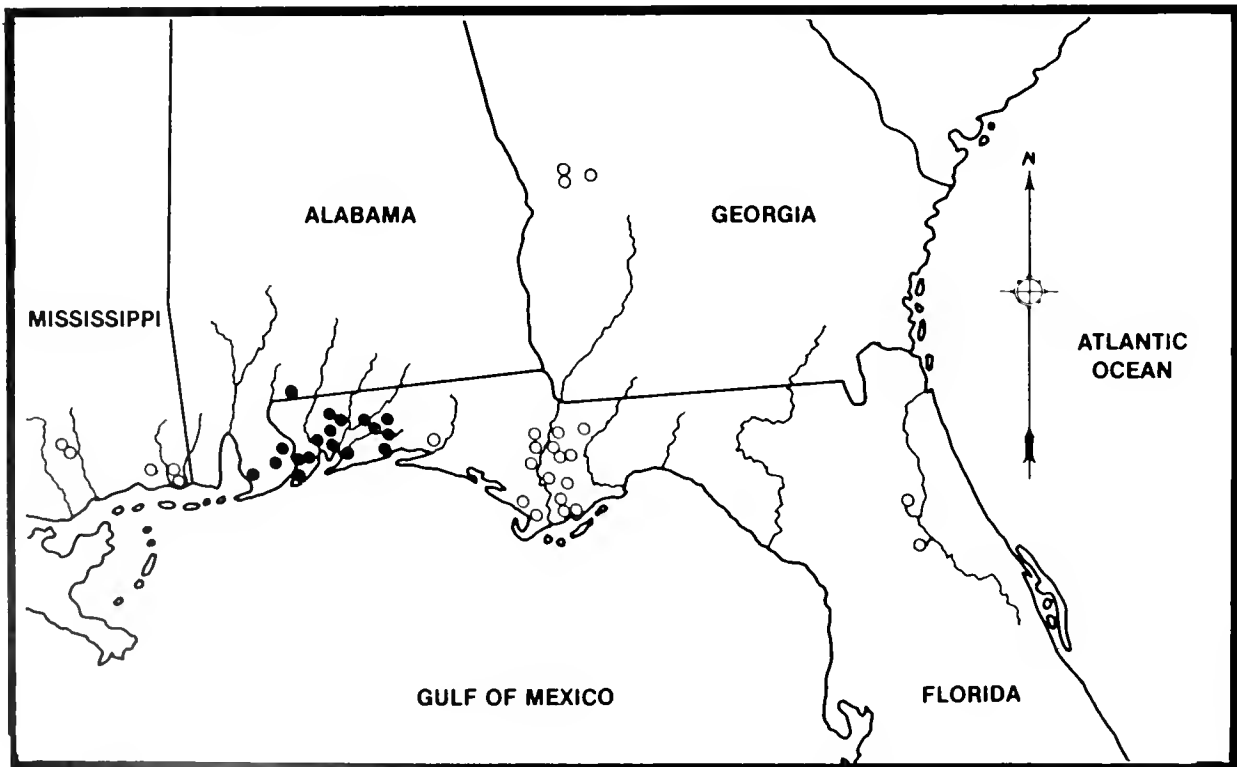 N
ALABAMA
GEORGIA
MISSISSIPPI
ATLANTIC
OCEAN
GULF OF MEXICO
FLORIDA